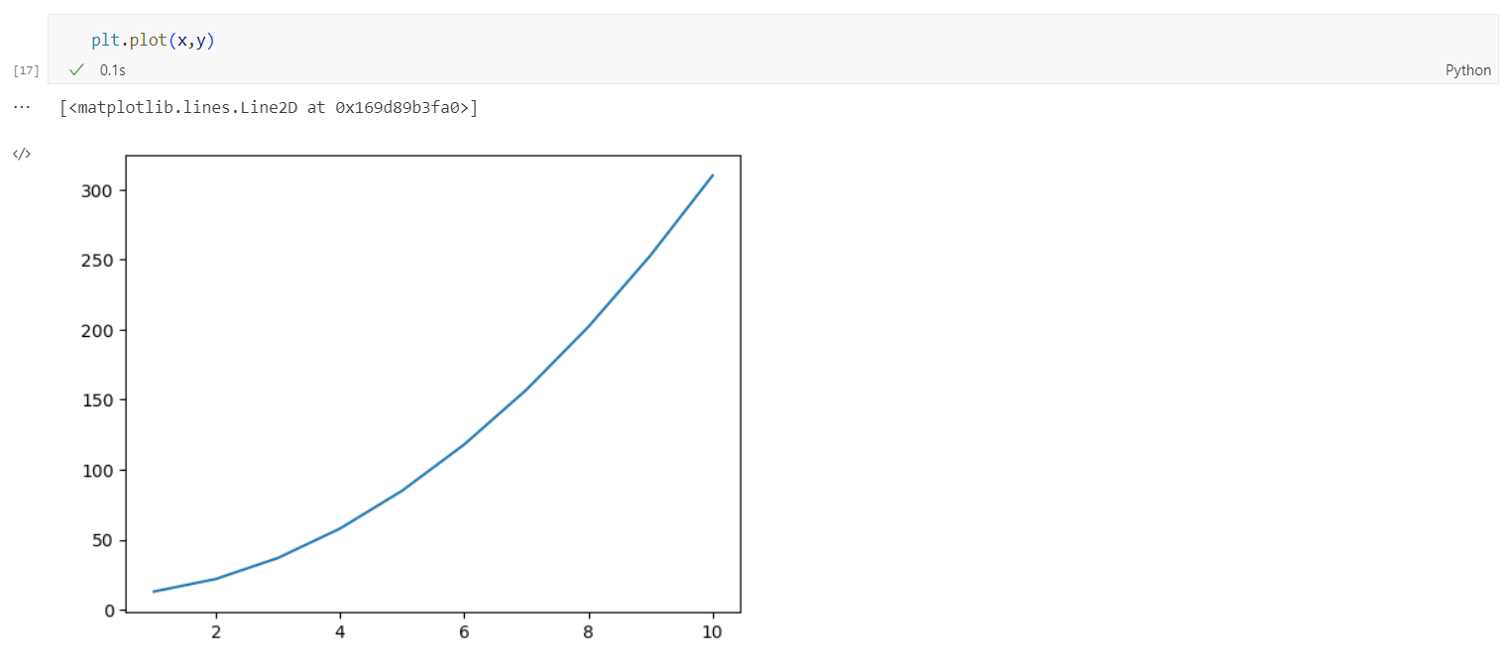 plt.plot(x,y)
[17] ✓ 0.1s Python
... [<matplotlib.lines.Line2D at 0x169d89b3fa0>]
</>
300
250
200
150
100
50
0
2 4 6 8 10